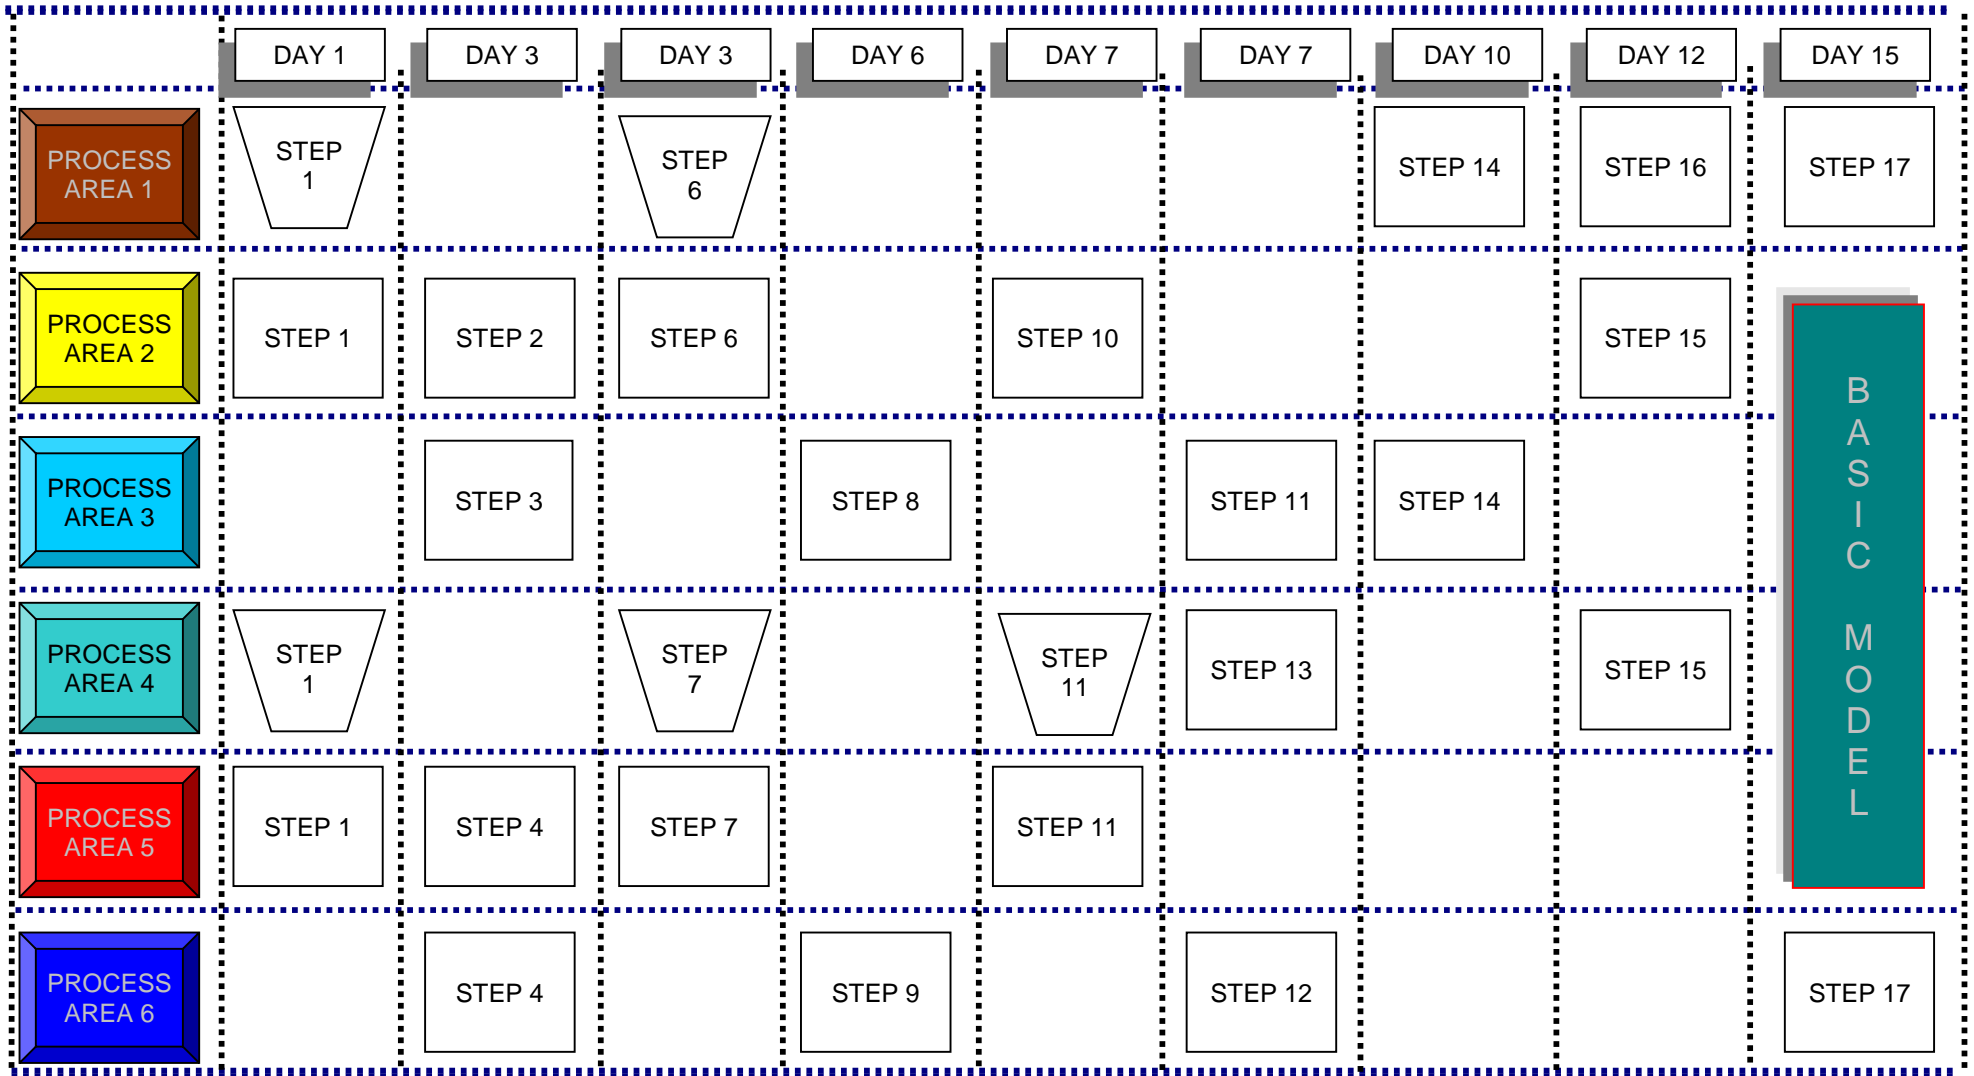 DAY 1
DAY 3
DAY 3
DAY 6
DAY 7
DAY 7
DAY 10
DAY 12
DAY 15
PROCESS
AREA 1
STEP
1
STEP
6
STEP 14
STEP 16
STEP 17
PROCESS
AREA 2
STEP 1
STEP 2
STEP 6
STEP 10
STEP 15
PROCESS
AREA 3
STEP 3
STEP 8
STEP 11
STEP 14
PROCESS
AREA 4
STEP
1
STEP
7
STEP
11
STEP 13
STEP 15
PROCESS
AREA 5
STEP 1
STEP 4
STEP 7
STEP 11
PROCESS
AREA 6
STEP 4
STEP 9
STEP 12
STEP 17
BASIC MODEL